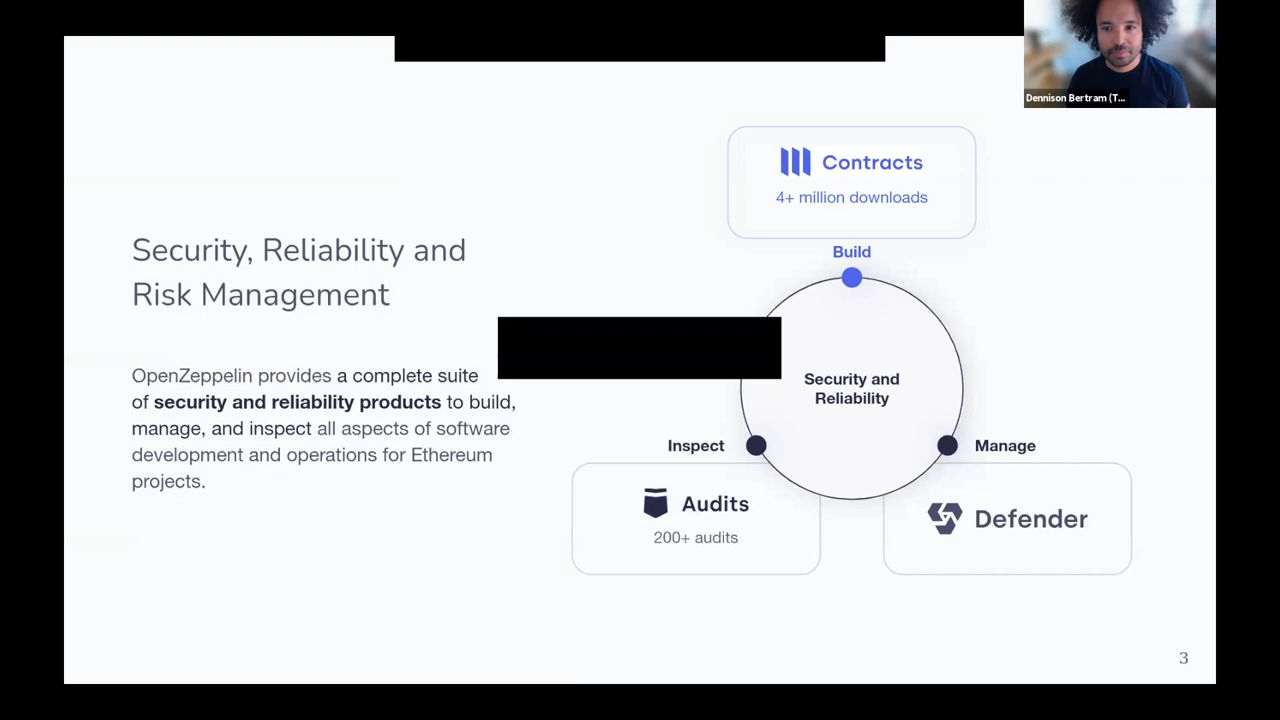 Dennison Bertram (T...
Contracts
4+ million downloads
Build
Security, Reliability and
Risk Management
OpenZeppelin provides a complete suite
of security and reliability products to build,
manage, and inspect all aspects of software
development and operations for Ethereum
projects.
Security and
Reliability
Inspect
Manage
Audits
200+ audits
Defender
3